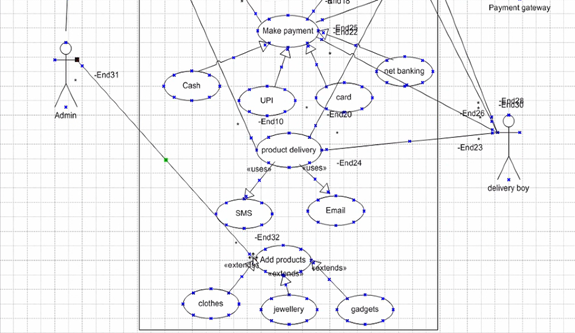 -End18
Payment gateway
-End25
Make payment
-End22
-End31
net banking
Cash
UPI
card
-End10
-End20
-End26
Admin
-End23
product delivery
-End24
«uses»
«uses»
delivery boy
SMS
Email
-End32
Add products
«extends»
«extends»
«extends»
clothes
jewellery
gadgets